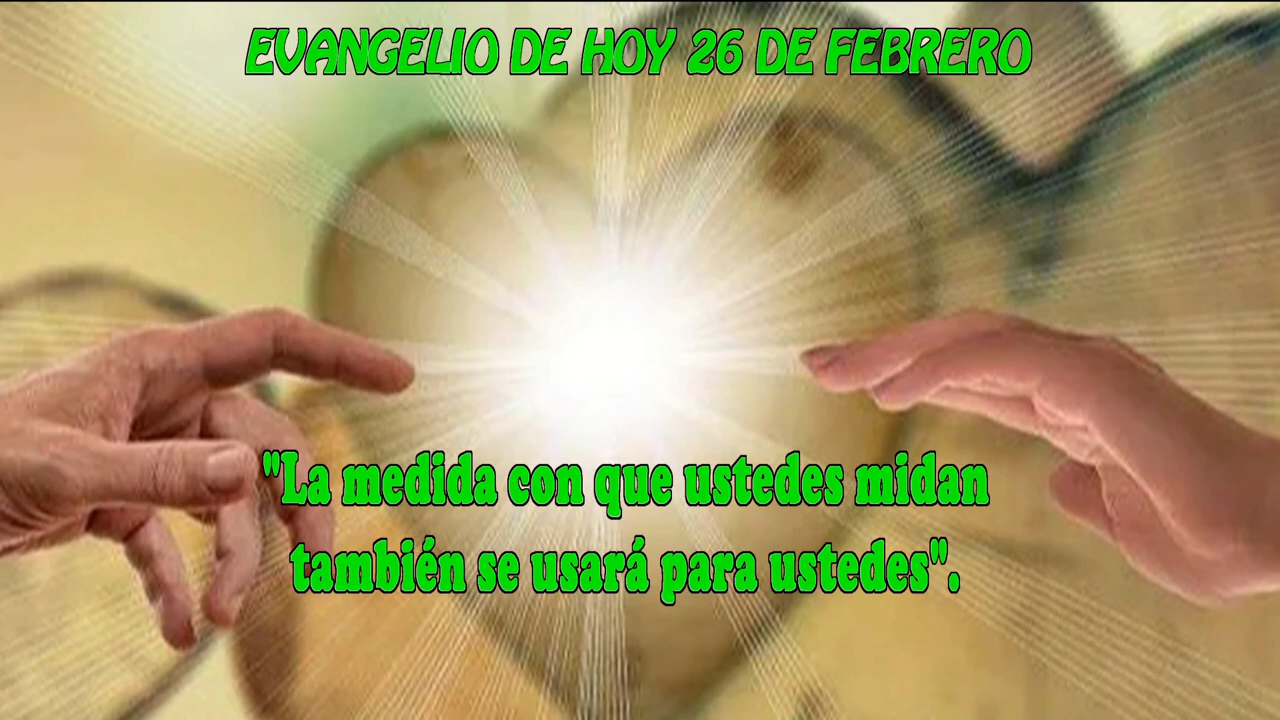 EVANGELIO DE HOY 26 DE FEBRERO
"La medida con que ustedes midan
también se usará para ustedes".